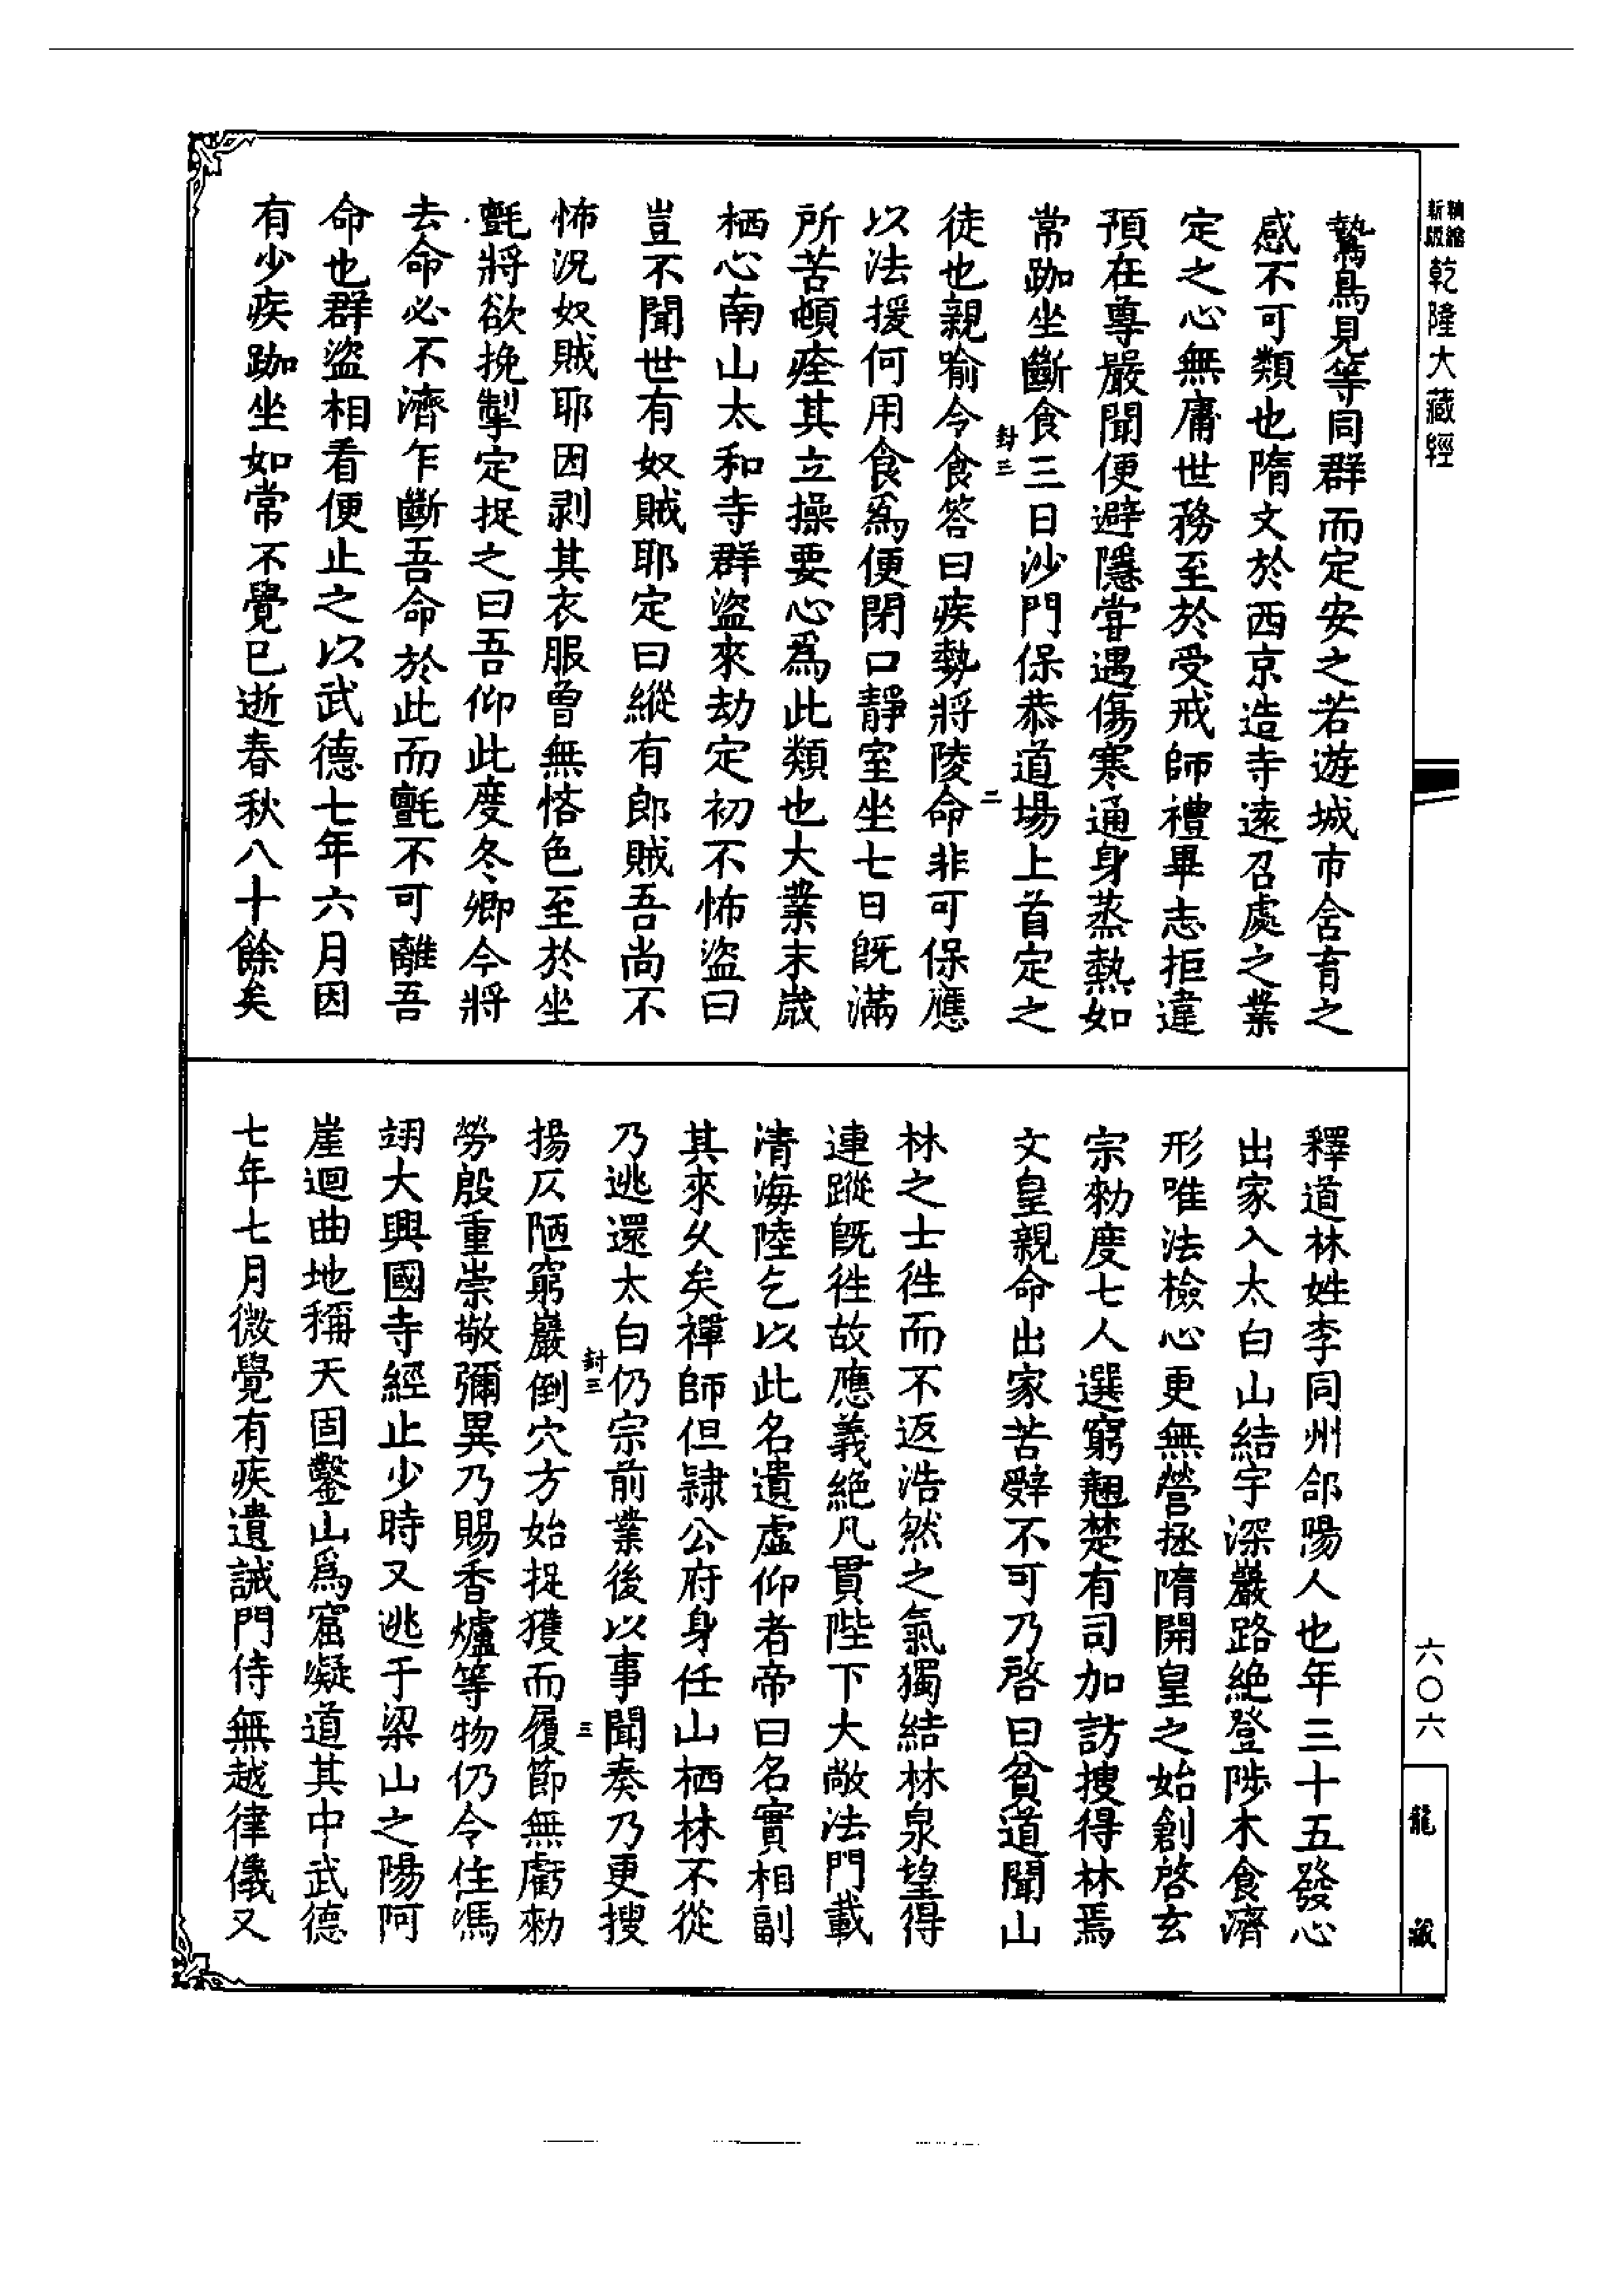 新版精縮乾隆大藏經
鷙鳥見等同群而定安之若遊城市舍育之
感不可類也隋文於西京造寺遠召處之業
定之心無庸世務至於受戒師禮畢志拒違
預在尊嚴聞便避隱嘗遇傷寒通身蒸熱如
常跏坐斷食三日沙門保恭道場上首定之
封三
二
徒也親喻令食答曰疾勢將陵命非可保應
以法援何用食爲便閉口靜室坐七日旣滿
所苦頓痊其立操要心爲此類也大業末歲
栖心南山太和寺群盜來劫定初不怖盜曰
豈不聞世有奴賊耶定曰縱有郎賊吾尚不
怖況奴賊耶因剥其衣服曾無悋色至於坐
氈將欲挽掣定捉之曰吾仰此度冬卿今將
去命必不濟乍斷吾命於此而氈不可離吾
命也群盜相看便止之以武德七年六月因
有少疾跏坐如常不覺已逝春秋八十餘矣
釋道林姓李同州郃陽人也年三十五發心
出家入太白山結宇深巖路絶登陟木食濟
形唯法檢心更無營拯隋開皇之始創啓玄
宗勑度七人選窮翹楚有司加訪搜得林焉
文皇親命出家苦辭不可乃啓曰貧道聞山
林之士徃而不返浩然之氣獨結林泉望得
連蹤旣徃故應義絶凡貫陛下大敞法門載
清海陸乞以此名遺虛仰者帝曰名實相副
其來久矣禪師但隷公府身任山栖林不從
乃逃還太白仍宗前業後以事聞奏乃更搜
封三
三
揚仄陋窮巖倒穴方始捉獲而履節無虧勑
勞殷重崇敬彌異乃賜香爐等物仍令住馮
翊大興國寺經止少時又逃于梁山之陽阿
崖迴曲地稱天固鑿山爲窟凝道其中武德
七年七月微覺有疾遺誡門侍無越律儀又
六〇六
龍藏